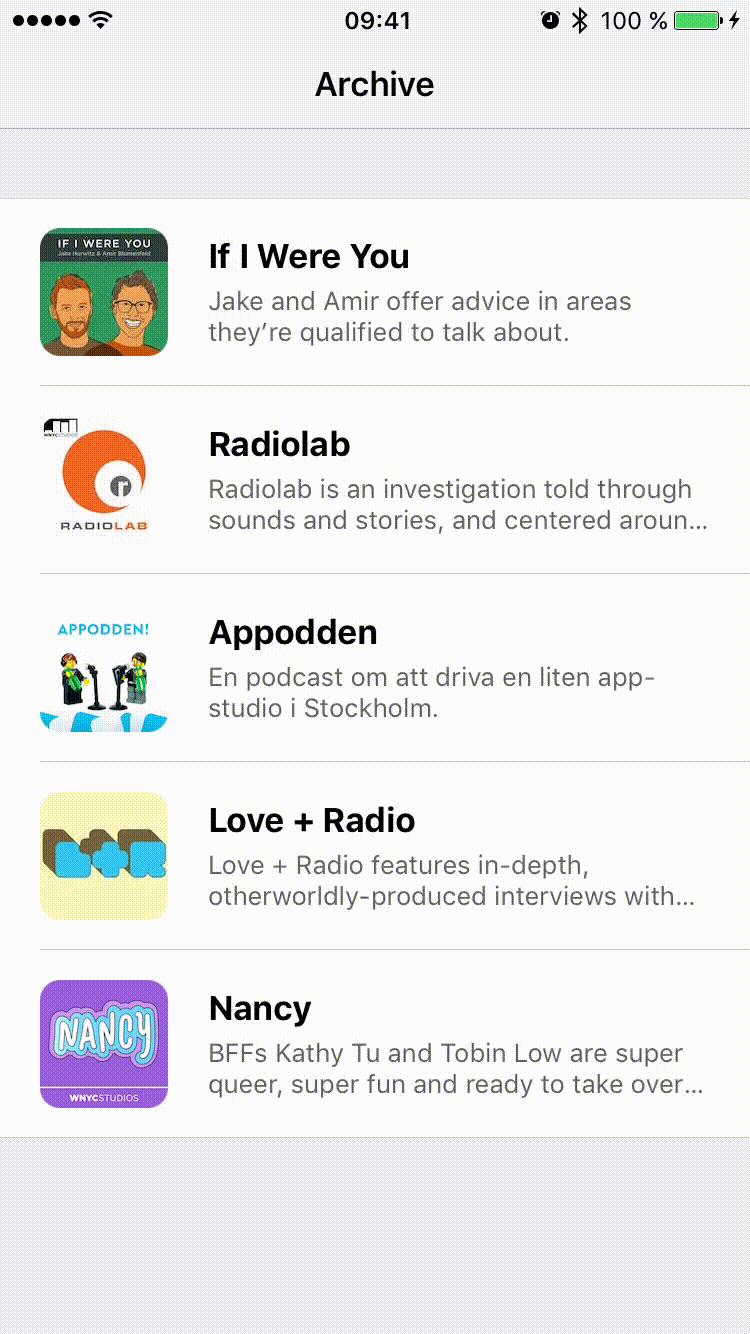 09:41
100 %
Archive
IF I WERE YOU
Jake Hurwitz & Amir Blumenfeld
If I Were You
Jake and Amir offer advice in areas
they’re qualified to talk about.
WNYCSTUDIOS
r
RADIOLAB
Radiolab
Radiolab is an investigation told through
sounds and stories, and centered aroun...
APPODDEN!
Appodden
En podcast om att driva en liten app-
studio i Stockholm.
L+R
Love + Radio
Love + Radio features in-depth,
otherworldly-produced interviews with...
NANCY
WNYCSTUDIOS
Nancy
BFFs Kathy Tu and Tobin Low are super
queer, super fun and ready to take over...